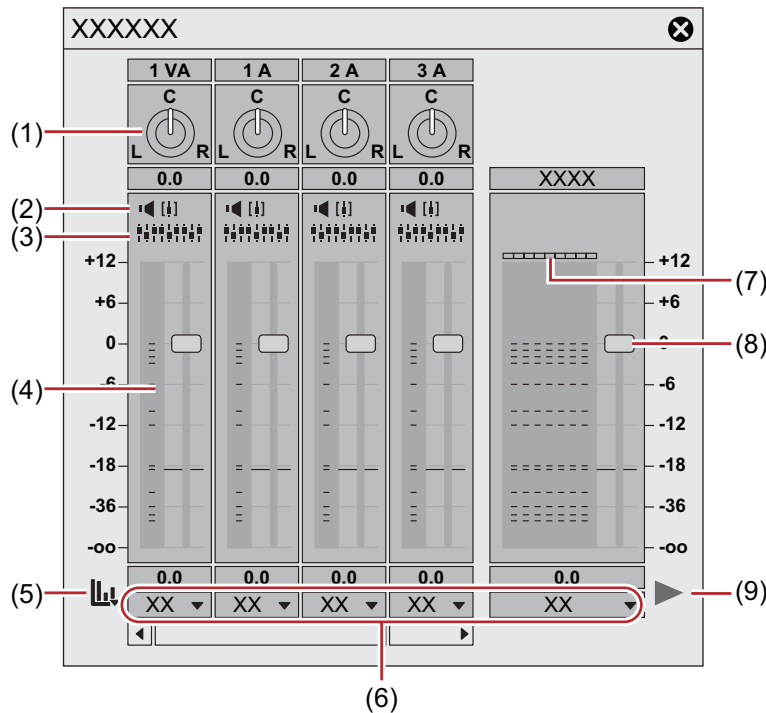 XXXXXX
1 VA 1 A 2 A 3 A
C C C C
(1)
L R L R L R L R
0.0 0.0 0.0 0.0 XXXX
(2)
(3)
+12 +12
(7)
+6 +6
0 0
(8)
(4)
-6 -6
-12 -12
-18 -18
-36 -36
-oo -oo
0.0 0.0 0.0 0.0 0.0
(5)
XX XX XX XX XX
(9)
(6)